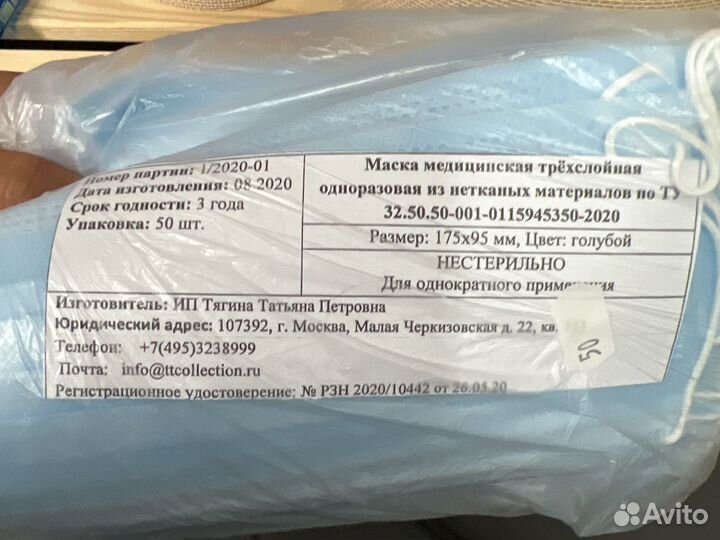 Номер партии: 1/2020-01
Дата изготовления: 08.2020
Срок годности: 3 года
Упаковка: 50 шт.
Маска медицинская трёхслойная
одноразовая из нетканых материалов по ТУ
32.50.50-001-0115945350-2020
Размер: 175х95 мм, Цвет: голубой
НЕСТЕРИЛЬНО
Для однократного применения
Изготовитель: ИП Тягина Татьяна Петровна
Юридический адрес: 107392, г. Москва, Малая Черкизовская д. 22, кв.
Телефон: +7(495)3238999
Почта: info@ttcollection.ru
Регистрационное удостоверение: № РЗН 2020/10442 от 26.05.20
50
Avito